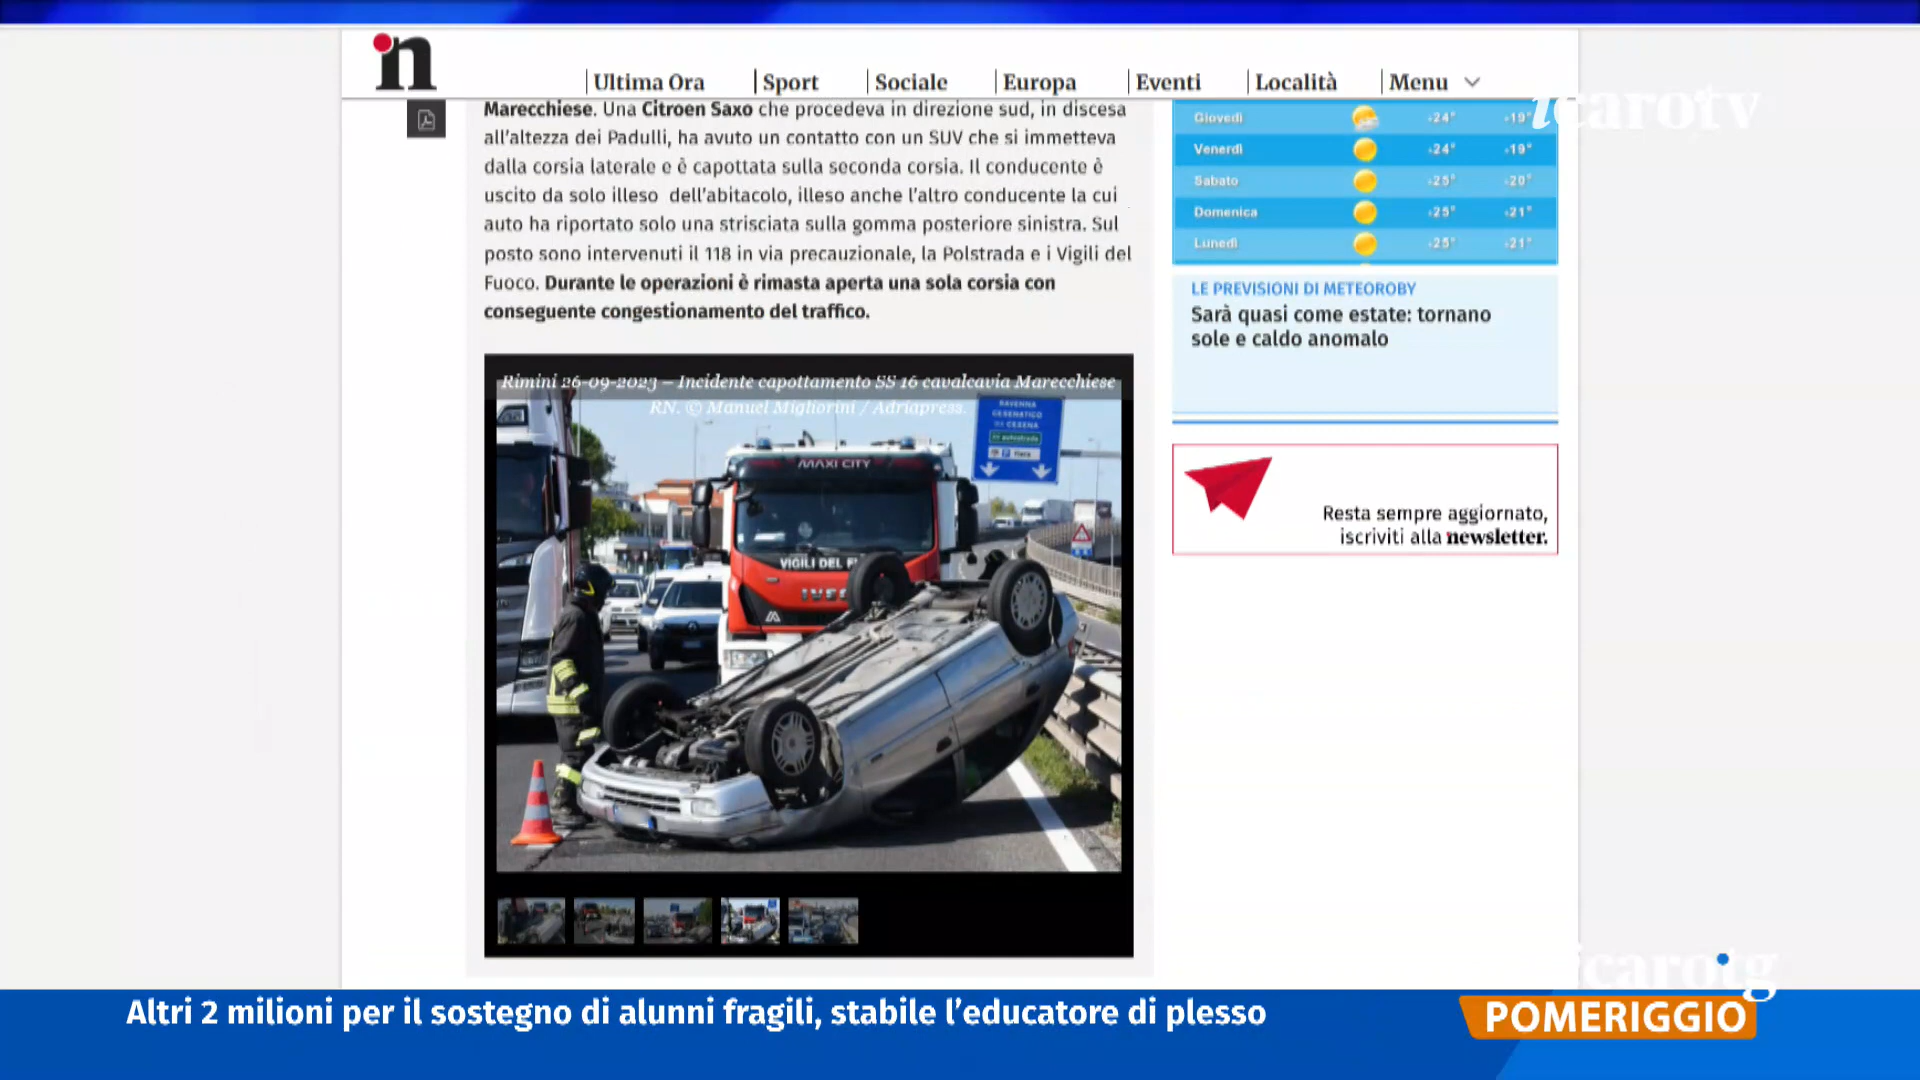 n
Ultima Ora
Sport
Sociale
Europa
Eventi
Località
Menu
icarotv
Marecchiese. Una Citroen Saxo che procedeva in direzione sud, in discesa
all'altezza dei Padulli, ha avuto un contatto con un SUV che si immetteva
dalla corsia laterale e è capottata sulla seconda corsia. Il conducente è
uscito da solo illeso dell'abitacolo, illeso anche l'altro conducente la cui
auto ha riportato solo una strisciata sulla gomma posteriore sinistra. Sul
posto sono intervenuti il 118 in via precauzionale, la Polstrada e i Vigili del
Fuoco. Durante le operazioni è rimasta aperta una sola corsia con
conseguente congestionamento del traffico.
Giovedì +24° +19°
Venerdì +24° +19°
Sabato +25° +20°
Domenica +25° +21°
Lunedì +25° +21°
LE PREVISIONI DI METEOROBY
Sarà quasi come estate: tornano
sole e caldo anomalo
Resta sempre aggiornato,
iscriviti alla newsletter.
Rimini 26-09-2023 – Incidente capottamento SS 16 cavalcavia Marecchiese
RN. © Manuel Migliorini / Adriapress.
RAVENNA
CESENATICO
CESENA
MAXI CITY
VIGILI DEL F
IVECO
icarotg
Altri 2 milioni per il sostegno di alunni fragili, stabile l'educatore di plesso
POMERIGGIO